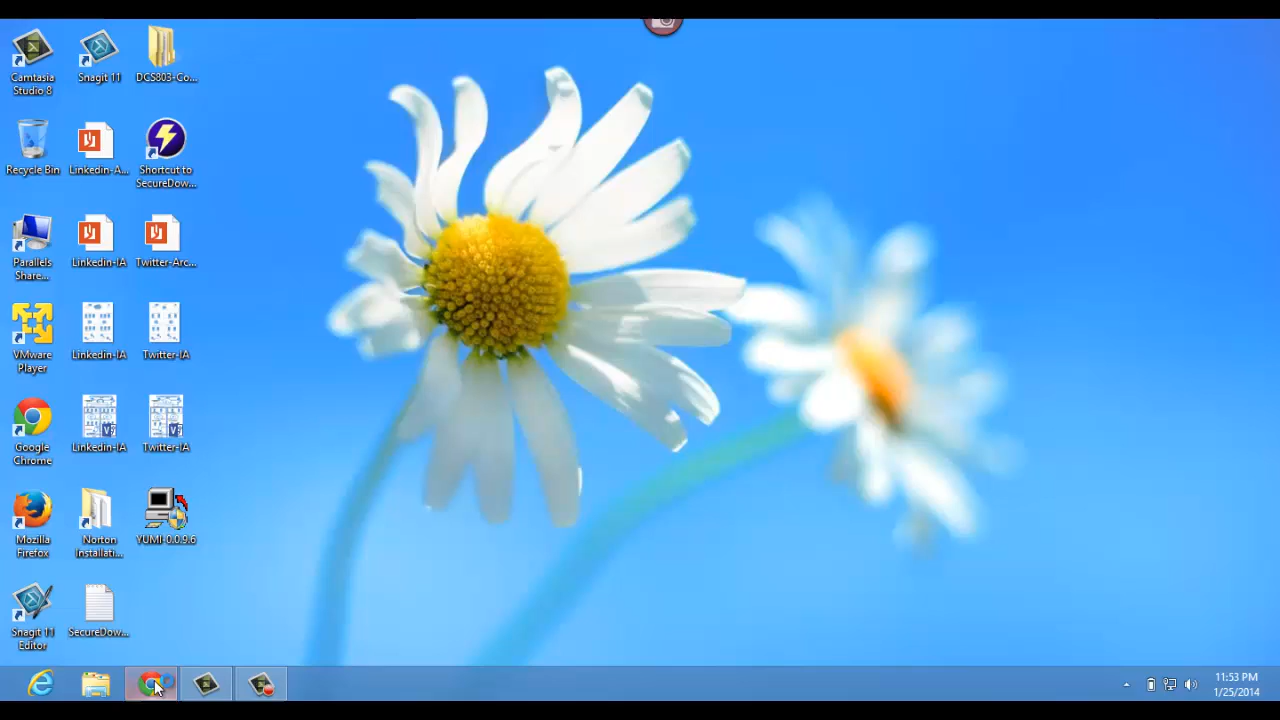 Camtasia
Studio 8
Snagit 11
DCS803-Co...
Recycle Bin
Linkedin-A...
Shortcut to
SecureDow...
Parallels
Share...
Linkedin-IA
Twitter-Arc...
VMware
Player
Linkedin-IA
Twitter-IA
Google
Chrome
Linkedin-IA
Twitter-IA
Mozilla
Firefox
Norton
Installati...
YUMI-0.0.9.6
Snagit 11
Editor
SecureDow...
11:53 PM
1/25/2014